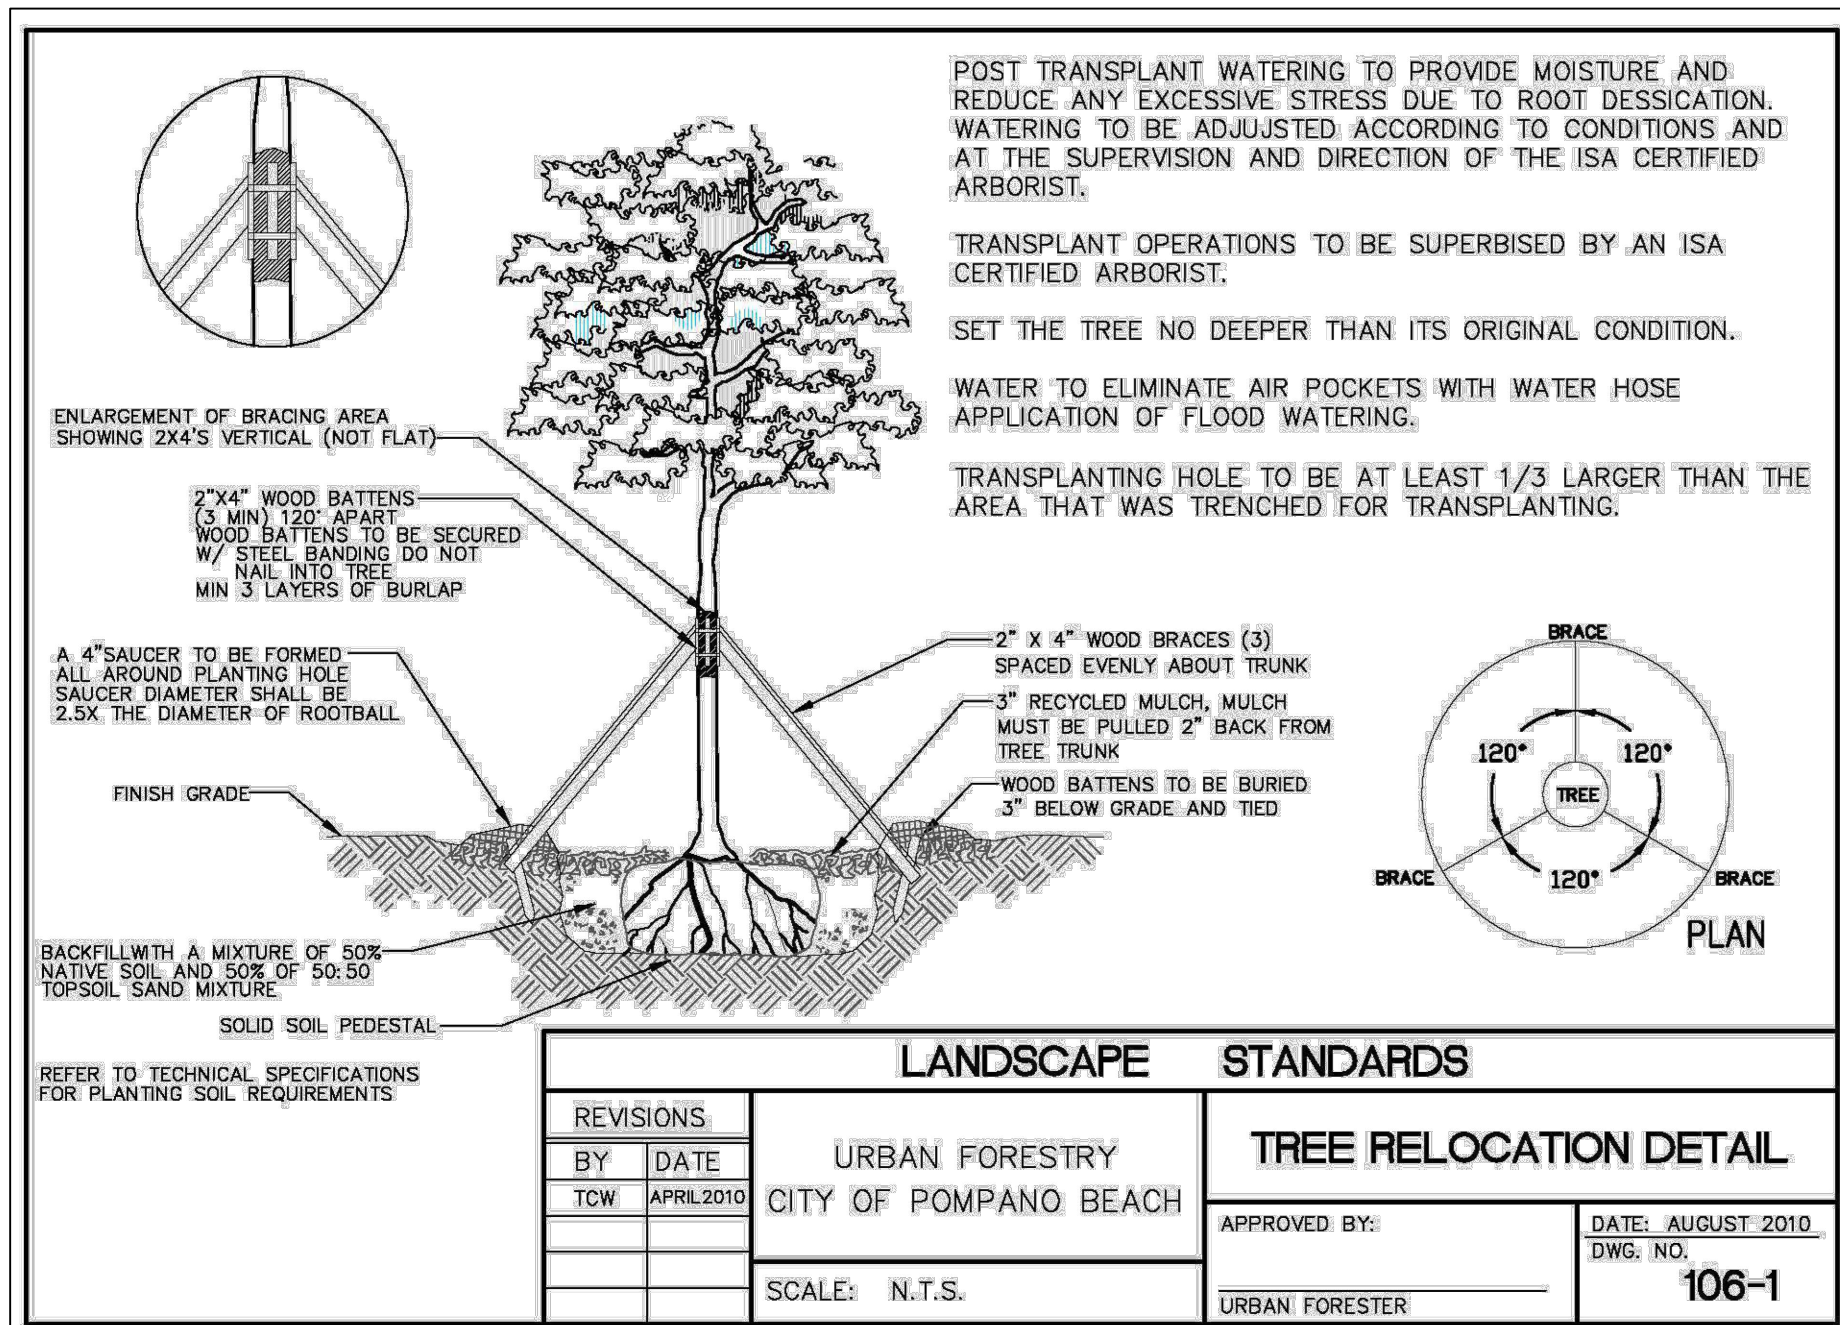 POST TRANSPLANT WATERING TO PROVIDE MOISTURE AND
REDUCE ANY EXCESSIVE STRESS DUE TO ROOT DESSICATION.
WATERING TO BE ADJUJSTED ACCORDING TO CONDITIONS AND
AT THE SUPERVISION AND DIRECTION OF THE ISA CERTIFIED
ARBORIST.
TRANSPLANT OPERATIONS TO BE SUPERBISED BY AN ISA
CERTIFIED ARBORIST.
SET THE TREE NO DEEPER THAN ITS ORIGINAL CONDITION.
WATER TO ELIMINATE AIR POCKETS WITH WATER HOSE
APPLICATION OF FLOOD WATERING.
TRANSPLANTING HOLE TO BE AT LEAST 1/3 LARGER THAN THE
AREA THAT WAS TRENCHED FOR TRANSPLANTING.
ENLARGEMENT OF BRACING AREA
SHOWING 2X4'S VERTICAL (NOT FLAT)
2"X4" WOOD BATTENS
(3 MIN) 120° APART
WOOD BATTENS TO BE SECURED
W/ STEEL BANDING DO NOT
NAIL INTO TREE
MIN 3 LAYERS OF BURLAP
A 4"SAUCER TO BE FORMED
ALL AROUND PLANTING HOLE
SAUCER DIAMETER SHALL BE
2.5X THE DIAMETER OF ROOTBALL
FINISH GRADE
2" X 4" WOOD BRACES (3)
SPACED EVENLY ABOUT TRUNK
3" RECYCLED MULCH, MULCH
MUST BE PULLED 2" BACK FROM
TREE TRUNK
WOOD BATTENS TO BE BURIED
3" BELOW GRADE AND TIED
BRACE
120° 120°
TREE
120°
BRACE BRACE
PLAN
BACKFILLWITH A MIXTURE OF 50%
NATIVE SOIL AND 50% OF 50:50
TOPSOIL SAND MIXTURE
SOLID SOIL PEDESTAL
REFER TO TECHNICAL SPECIFICATIONS
FOR PLANTING SOIL REQUIREMENTS
LANDSCAPE STANDARDS
REVISIONS
BY DATE
TCW APRIL2010
URBAN FORESTRY
CITY OF POMPANO BEACH
SCALE: N.T.S.
TREE RELOCATION DETAIL
APPROVED BY:
URBAN FORESTER
DATE: AUGUST 2010
DWG. NO.
106-1